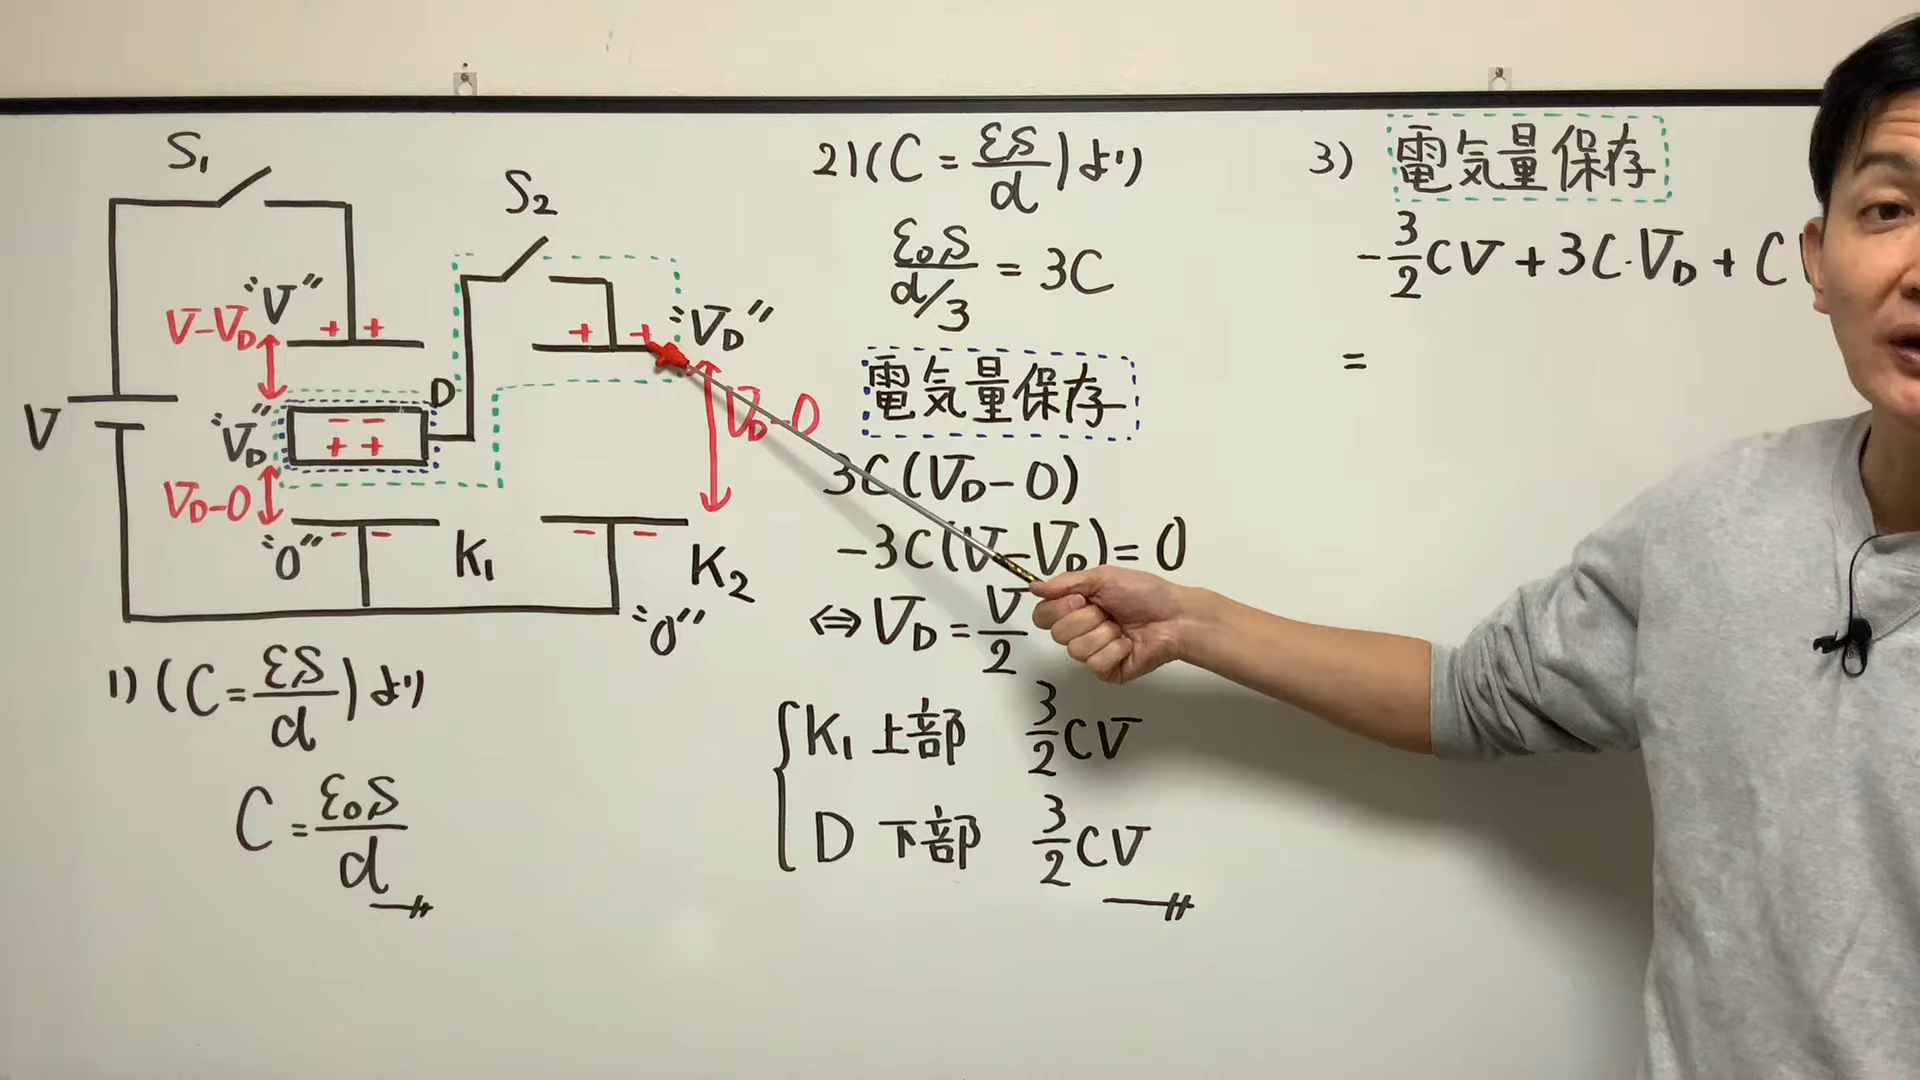 S₁
S₂
"V"
V-V_D
+ +
+ +
"V_D"
D
V
"V_D"
- -
+ +
V_D-0
V_D-0
"0"
- -
- -
K₁
K₂
"0"
1) (C=εS/d)より
C=ε₀S/d
2) (C=εS/d)より
ε₀S/(d/3)=3C
電気量保存
3C(V_D-0)
-3C(V-V_D)=0
⇔V_D=V/2
K₁ 上部 3/2CV
D 下部 3/2CV
3) 電気量保存
-3/2CV+3C·V_D+C
=